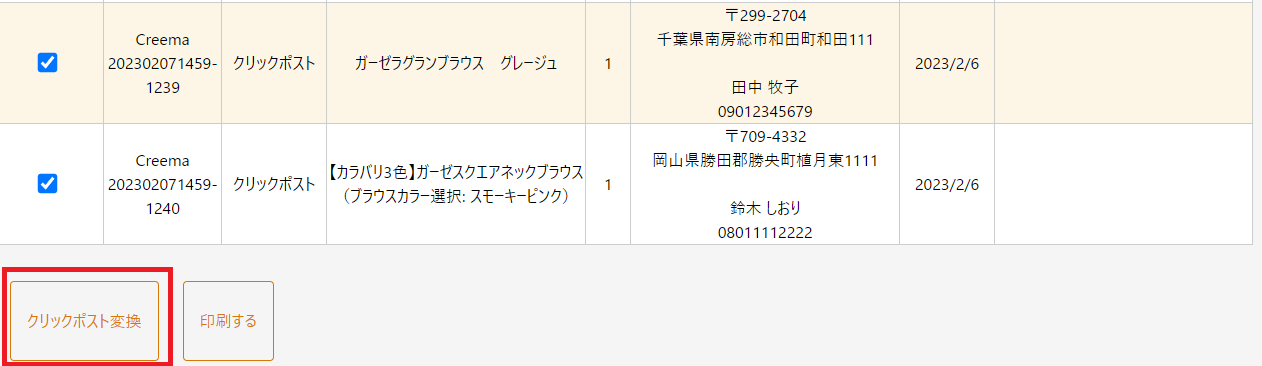 Creema
202302071459-
1239
クリックポスト
ガーゼラグランブラウス　グレージュ
1
〒299-2704
千葉県南房総市和田町和田111
田中 牧子
09012345679
2023/2/6
Creema
202302071459-
1240
クリックポスト
【カラバリ3色】ガーゼスクエアネックブラウス
（ブラウスカラー選択: スモーキーピンク）
1
〒709-4332
岡山県勝田郡勝央町植月東1111
鈴木 しおり
08011112222
2023/2/6
クリックポスト変換
印刷する